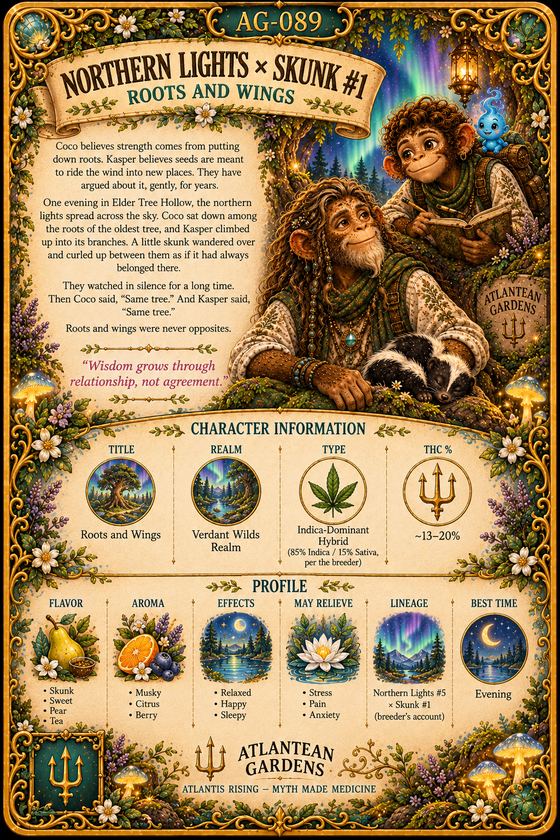 AG-089
NORTHERN LIGHTS × SKUNK #1
ROOTS AND WINGS
Coco believes strength comes from putting
down roots. Kasper believes seeds are meant
to ride the wind into new places. They have
argued about it, gently, for years.
One evening in Elder Tree Hollow, the northern
lights spread across the sky. Coco sat down among
the roots of the oldest tree, and Kasper climbed
up into its branches. A little skunk wandered over
and curled up between them as if it had always
belonged there.
They watched in silence for a long time.
Then Coco said, “Same tree.” And Kasper said,
“Same tree.”
Roots and wings were never opposites.
“Wisdom grows through
relationship, not agreement.”
ATLANTEAN
GARDENS
CHARACTER INFORMATION
TITLE
Roots and Wings
REALM
Verdant Wilds
Realm
TYPE
Indica-Dominant
Hybrid
(85% Indica / 15% Sativa,
per the breeder)
THC %
~13–20%
PROFILE
FLAVOR
• Skunk
• Sweet
• Pear
• Tea
AROMA
• Musky
• Citrus
• Berry
EFFECTS
• Relaxed
• Happy
• Sleepy
MAY RELIEVE
• Stress
• Pain
• Anxiety
LINEAGE
Northern Lights #5
× Skunk #1
(breeder’s account)
BEST TIME
Evening
ATLANTEAN
GARDENS
ATLANTIS RISING – MYTH MADE MEDICINE